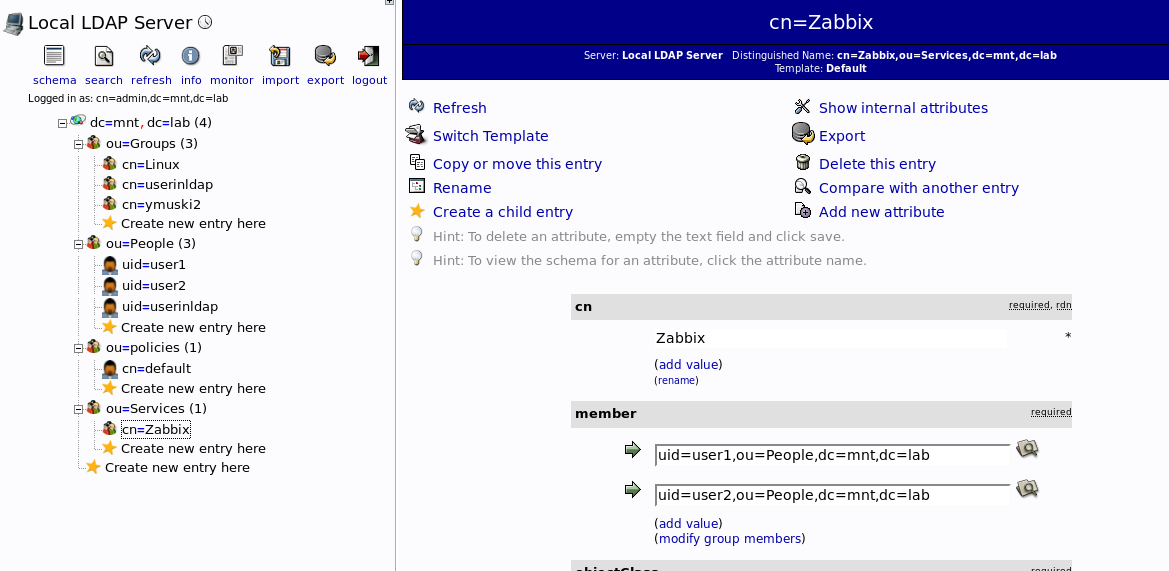 Local LDAP Server
schema search refresh info monitor import export logout
Logged in as: cn=admin,dc=mnt,dc=lab
dc=mnt,dc=lab (4)
ou=Groups (3)
cn=Linux
cn=userinldap
cn=ymuski2
Create new entry here
ou=People (3)
uid=user1
uid=user2
uid=userinldap
Create new entry here
ou=policies (1)
cn=default
Create new entry here
ou=Services (1)
cn=Zabbix
Create new entry here
Create new entry here
cn=Zabbix
Server: Local LDAP Server Distinguished Name: cn=Zabbix,ou=Services,dc=mnt,dc=lab
Template: Default
Refresh Show internal attributes
Switch Template Export
Copy or move this entry Delete this entry
Rename Compare with another entry
Create a child entry Add new attribute
Hint: To delete an attribute, empty the text field and click save.
Hint: To view the schema for an attribute, click the attribute name.
cn required, rdn
Zabbix *
(add value)
(rename)
member required
uid=user1,ou=People,dc=mnt,dc=lab
uid=user2,ou=People,dc=mnt,dc=lab
(add value)
(modify group members)
objectClass required